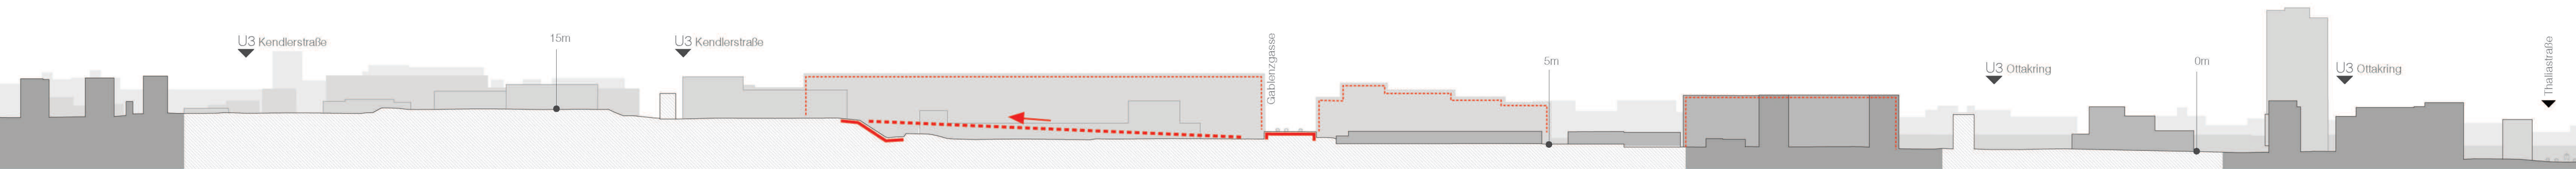 U3 Kendlerstraße
15m
U3 Kendlerstraße
Gablenzgasse
5m
U3 Ottakring
0m
U3 Ottakring
Thaliastraße